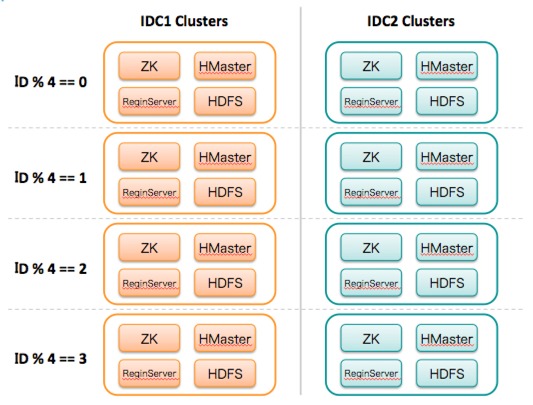 IDC1 Clusters IDC2 Clusters
ZK HMaster ZK HMaster
ID % 4 == 0
ReginServer HDFS ReginServer HDFS
ZK HMaster ZK HMaster
ID % 4 == 1
ReginServer HDFS ReginServer HDFS
ZK HMaster ZK HMaster
ID % 4 == 2
ReginServer HDFS ReginServer HDFS
ZK HMaster ZK HMaster
ID % 4 == 3
ReginServer HDFS ReginServer HDFS